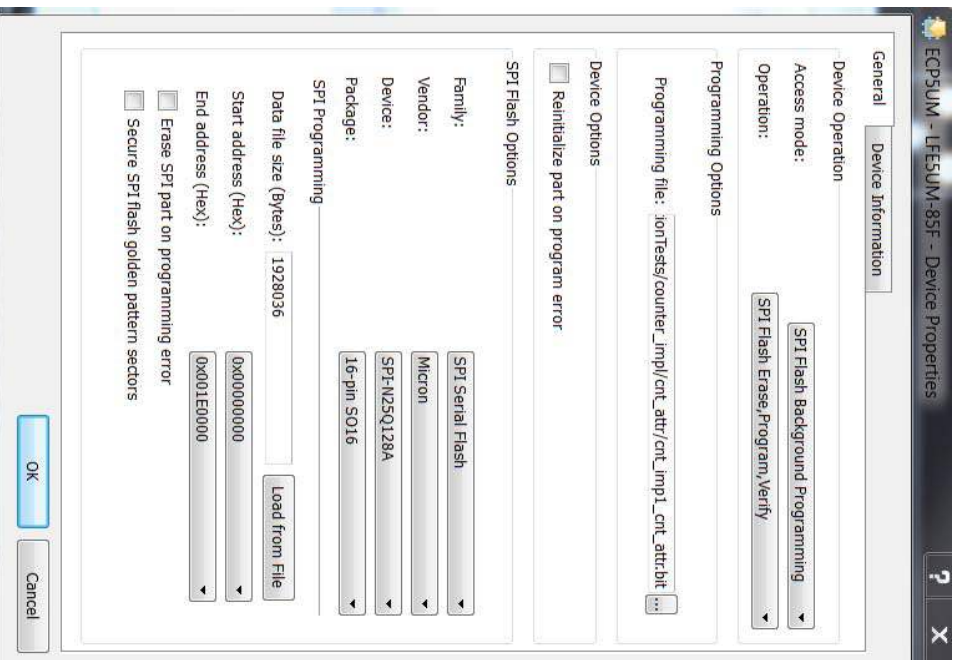 ECP5UM - LFE5UM-85F - Device Properties
? X
General Device Information
Device Operation
Access mode: SPI Flash Background Programming
Operation: SPI Flash Erase,Program,Verify
Programming Options
Programming file: ionTests/counter_impl/cnt_attr/cnt_imp1_cnt_attr.bit ...
Device Options
Reinitialize part on program error
SPI Flash Options
Family: SPI Serial Flash
Vendor: Micron
Device: SPI-N25Q128A
Package: 16-pin SO16
SPI Programming
Data file size (Bytes): 1928036 Load from File
Start address (Hex): 0x00000000
End address (Hex): 0x001E0000
Erase SPI part on programming error
Secure SPI flash golden pattern sectors
OK Cancel